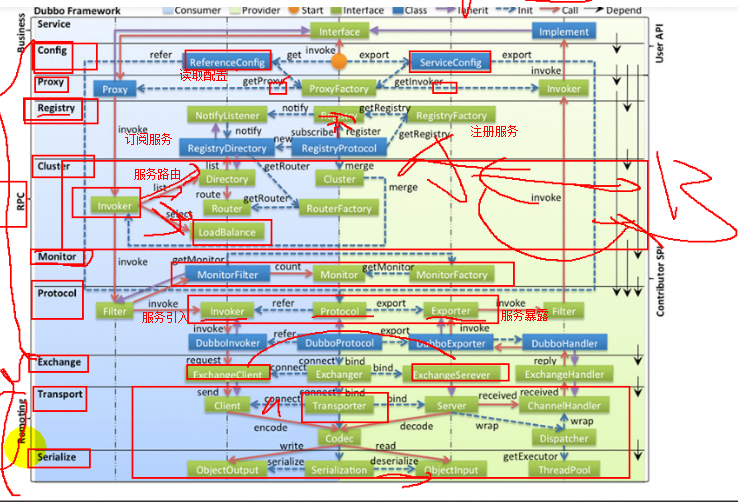 Dubbo Framework Consumer Provider Start Interface Class Inherit Init Call Depend
Business
Service
Interface
Implement
User API
invoke
Config
refer
ReferenceConfig
get
export
ServiceConfig
export
读取配置
Proxy
Proxy
getProxy
ProxyFactory
getInvoker
Invoker
invoke
Registry
NotifyListener
notify
getRegistry
RegistryFactory
invoke
订阅服务
notify
subscribe
register
getRegistry
注册服务
RegistryDirectory
new
RegistryProtocol
Cluster
服务路由
list
getRouter
merge
list
Directory
Cluster
merge
RPC
Invoker
route
getRouter
invoke
select
Router
RouterFactory
LoadBalance
Monitor
invoke
getMonitor
getMonitor
MonitorFilter
count
Monitor
MonitorFactory
Contributor SPI
Protocol
Filter
invoke
Invoker
refer
Protocol
export
Exporter
invoke
Filter
服务引入
服务暴露
invoke
invoke
DubboInvoker
refer
DubboProtocol
export
DubboExporter
DubboHandler
Exchange
request
connect
bind
reply
ExchangeClient
connect
Exchanger
bind
ExchangeSerever
ExchangeHandler
Transport
send
connect
bind
received
Client
Transporter
Server
received
ChannelHandler
Remoting
encode
decode
wrap
wrap
Codec
Dispatcher
write
read
getExecutor
Serialize
ObjectOutput
serialize
Serialization
deserialize
ObjectInput
ThreadPool